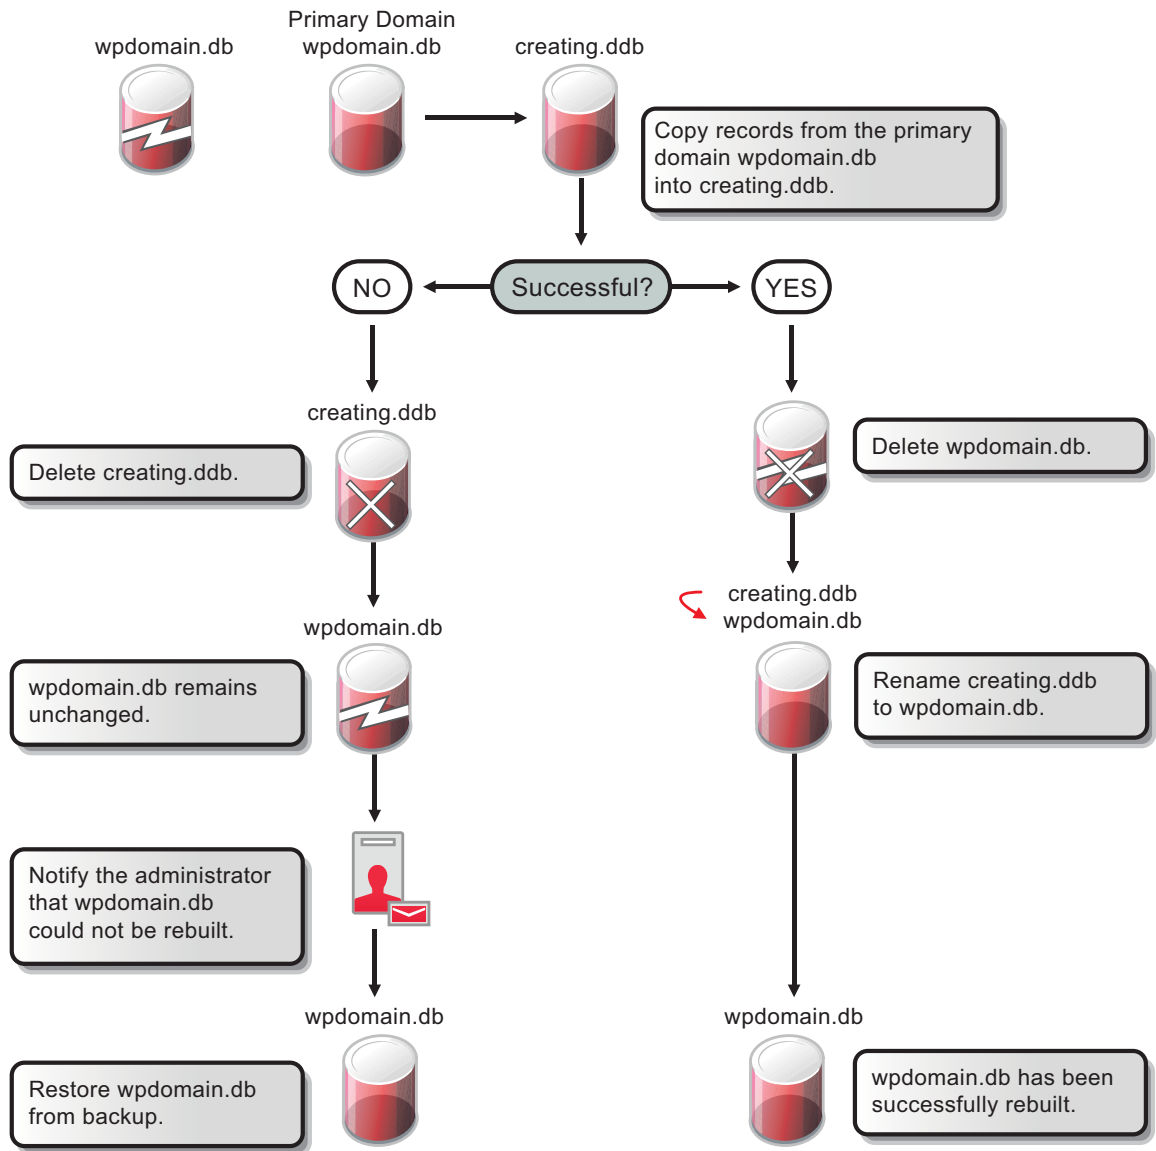 Primary Domain
wpdomain.db
wpdomain.db
creating.ddb
Copy records from the primary
domain wpdomain.db
into creating.ddb.
NO
Successful?
YES
creating.ddb
Delete creating.ddb.
Delete wpdomain.db.
creating.ddb
wpdomain.db
wpdomain.db
wpdomain.db remains
unchanged.
Rename creating.ddb
to wpdomain.db.
Notify the administrator
that wpdomain.db
could not be rebuilt.
wpdomain.db
wpdomain.db
Restore wpdomain.db
from backup.
wpdomain.db has been
successfully rebuilt.